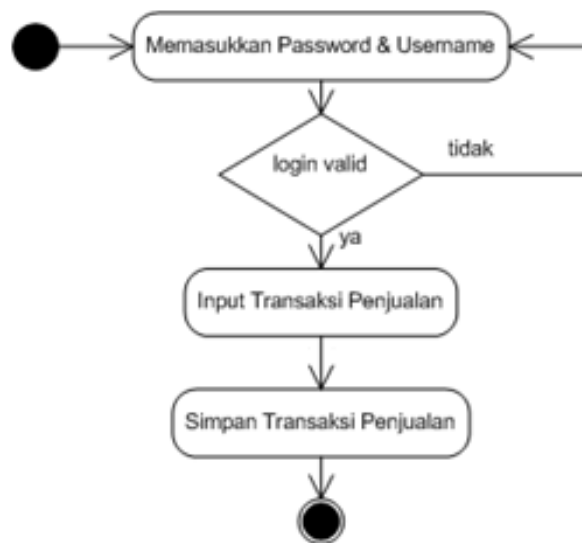 Memasukkan Password & Username
login valid
tidak
ya
Input Transaksi Penjualan
Simpan Transaksi Penjualan